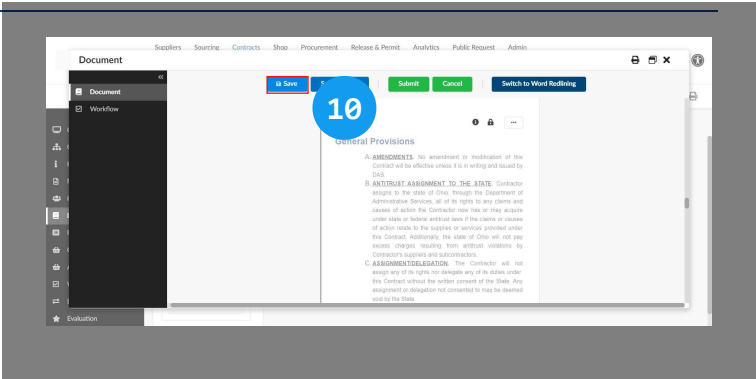 Suppliers Sourcing Contracts Shop Procurement Release & Permit Analytics Public Request Admin
Document
Document
Workflow
Save
Submit
Cancel
Switch to Word Redlining
10
General Provisions
A. AMENDMENTS. No amendment or modification of this
Contract will be effective unless it is in writing and issued by
DAS.
B. ANTITRUST ASSIGNMENT TO THE STATE. Contractor
assigns to the state of Ohio, through the Department of
Administrative Services, all of its rights to any claims and
causes of action the Contractor now has or may acquire
under state or federal antitrust laws if the claims or causes
of action relate to the supplies or services provided under
this Contract. Additionally, the state of Ohio will not pay
excess charges resulting from antitrust violations by
Contractor's suppliers and subcontractors.
C. ASSIGNMENT/DELEGATION. The Contractor will not
assign any of its rights nor delegate any of its duties under
this Contract without the written consent of the State. Any
assignment or delegation not consented to may be deemed
void by the State.
Evaluation